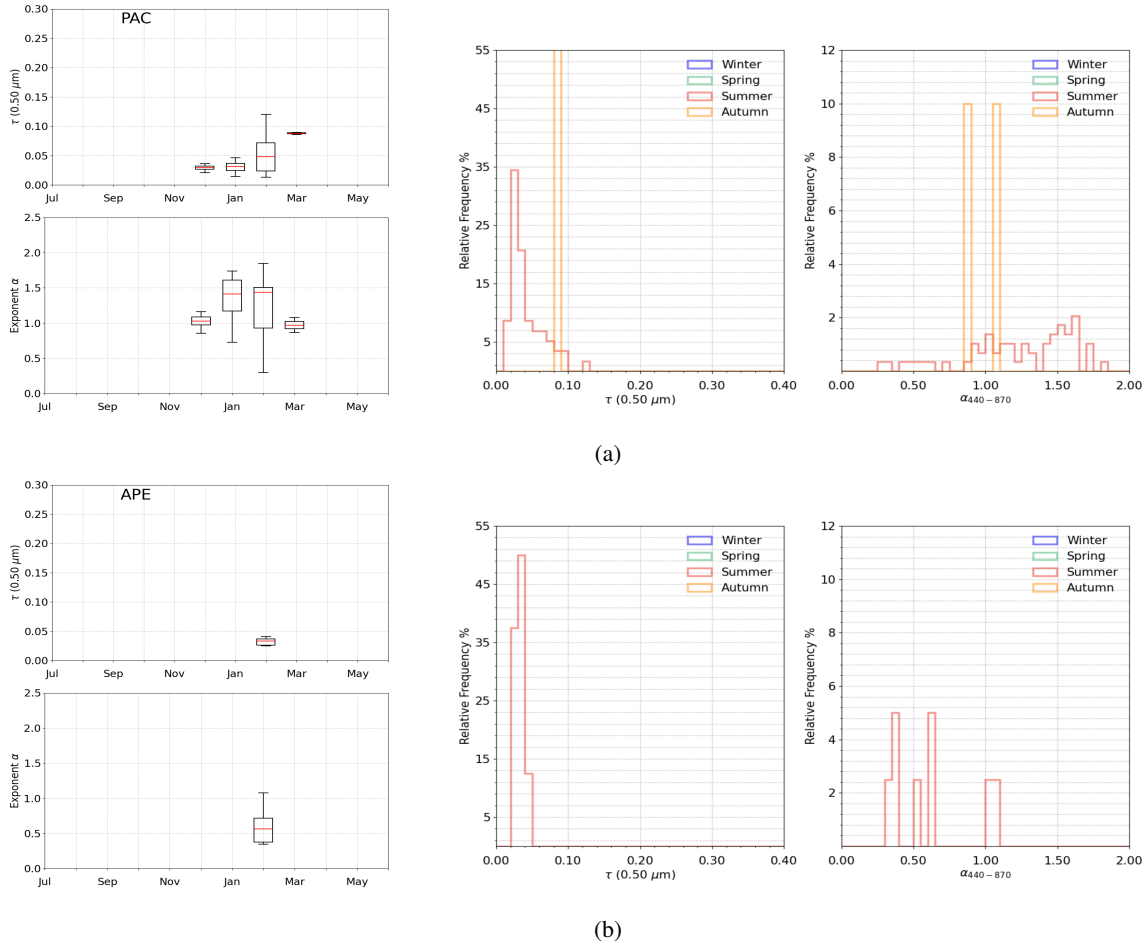 PAC
τ (0.50 μm)
0.30
0.25
0.20
0.15
0.10
0.05
0.00
Jul Sep Nov Jan Mar May
Exponent α
2.5
2.0
1.5
1.0
0.5
0.0
Jul Sep Nov Jan Mar May
Relative Frequency %
55
45
35
25
15
5
Winter
Spring
Summer
Autumn
0.00 0.10 0.20 0.30 0.40
τ (0.50 μm)
Relative Frequency %
12
10
8
6
4
2
Winter
Spring
Summer
Autumn
0.00 0.50 1.00 1.50 2.00
α440−870
(a)
APE
τ (0.50 μm)
0.30
0.25
0.20
0.15
0.10
0.05
0.00
Jul Sep Nov Jan Mar May
Exponent α
2.5
2.0
1.5
1.0
0.5
0.0
Jul Sep Nov Jan Mar May
Relative Frequency %
55
45
35
25
15
5
Winter
Spring
Summer
Autumn
0.00 0.10 0.20 0.30 0.40
τ (0.50 μm)
Relative Frequency %
12
10
8
6
4
2
Winter
Spring
Summer
Autumn
0.00 0.50 1.00 1.50 2.00
α440−870
(b)